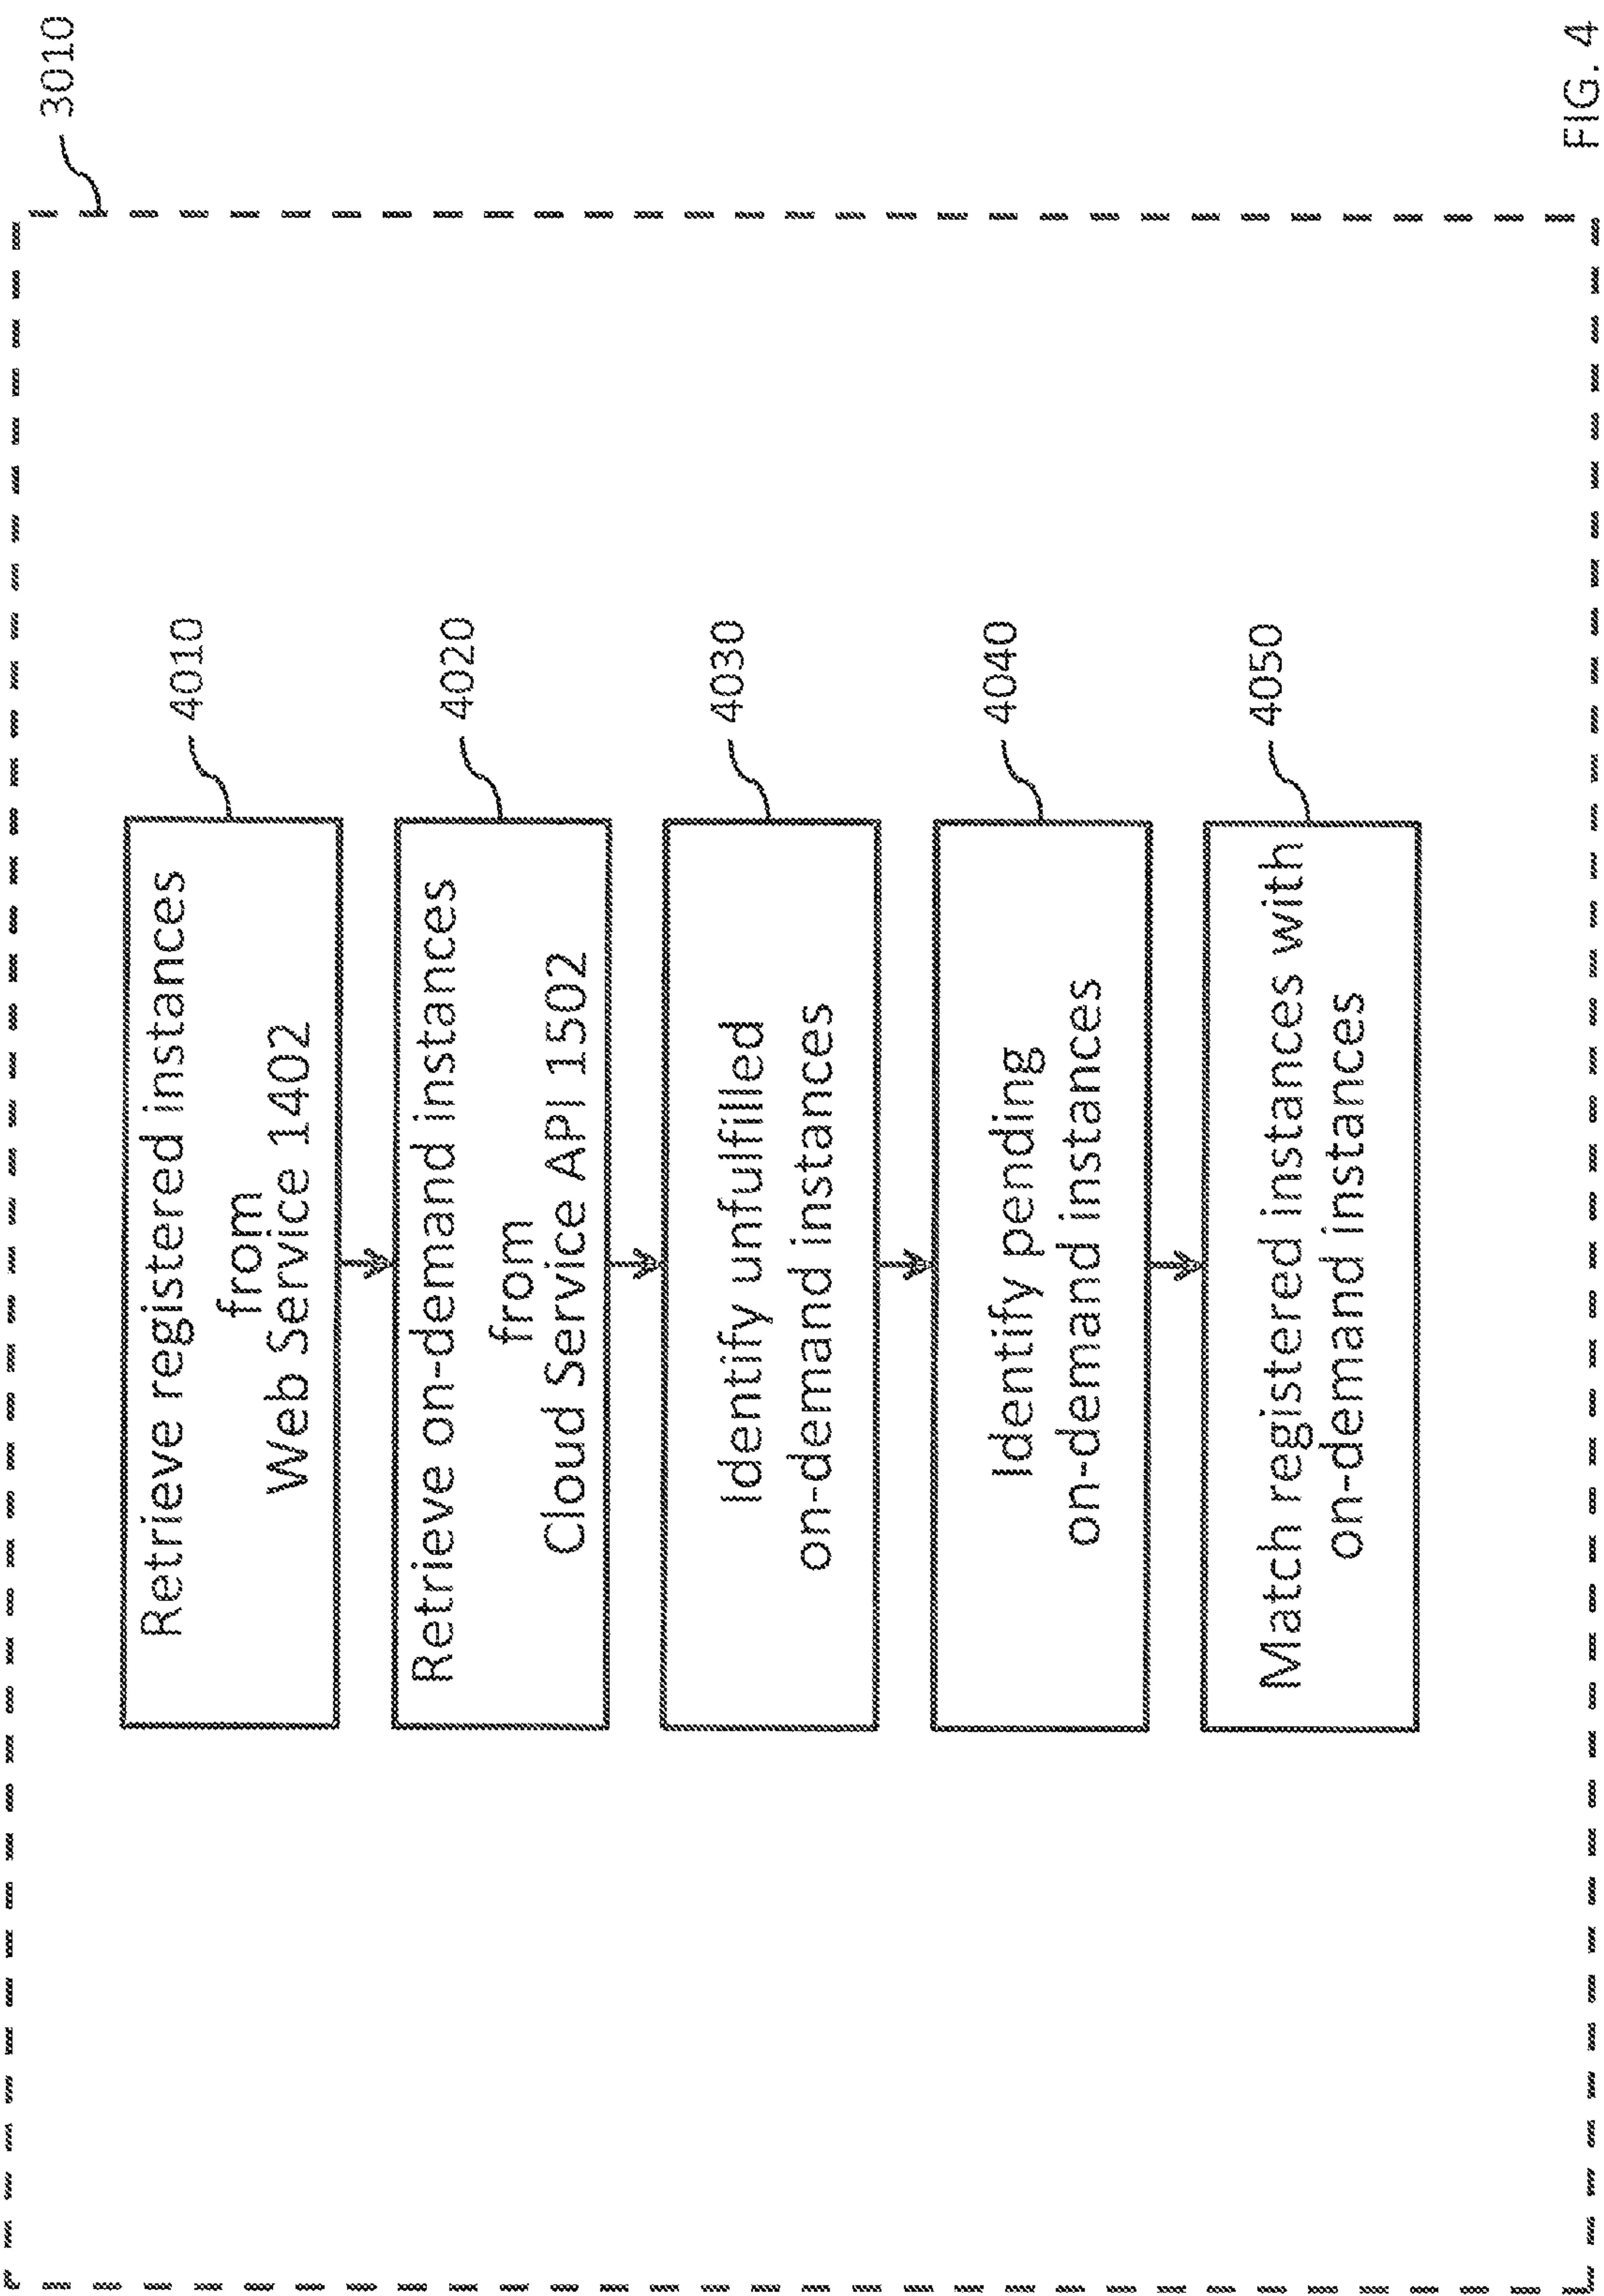 3010
Retrieve registered instances
from
Web Service 1402
4010
Retrieve on-demand instances
from
Cloud Service API 1502
4020
Identify unfulfilled
on-demand instances
4030
Identify pending
on-demand instances
4040
Match registered instances with
on-demand instances
4050
FIG. 4